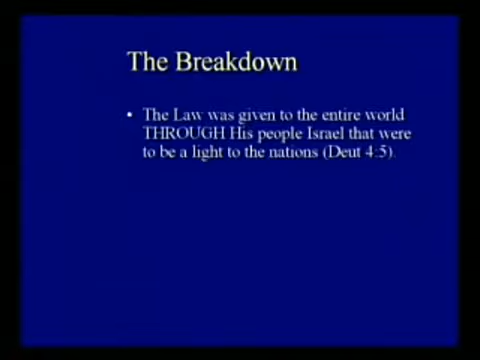 The Breakdown
• The Law was given to the entire world
THROUGH His people Israel that were
to be a light to the nations (Deut 4:5).